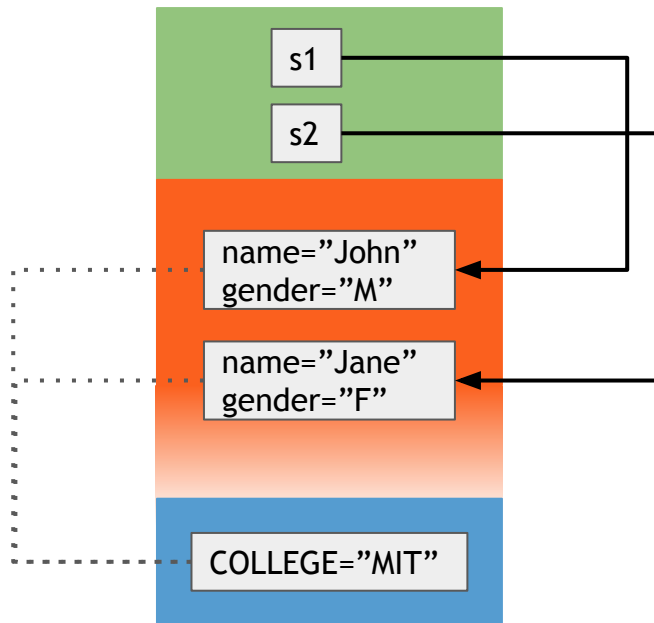 s1
s2
name=”John”
gender=”M”
name=”Jane”
gender=”F”
COLLEGE=”MIT”